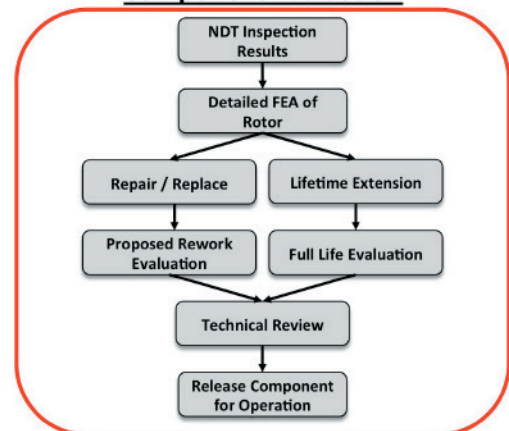 NDT Inspection
Results
Detailed FEA of
Rotor
Repair / Replace
Lifetime Extension
Proposed Rework
Evaluation
Full Life Evaluation
Technical Review
Release Component
for Operation